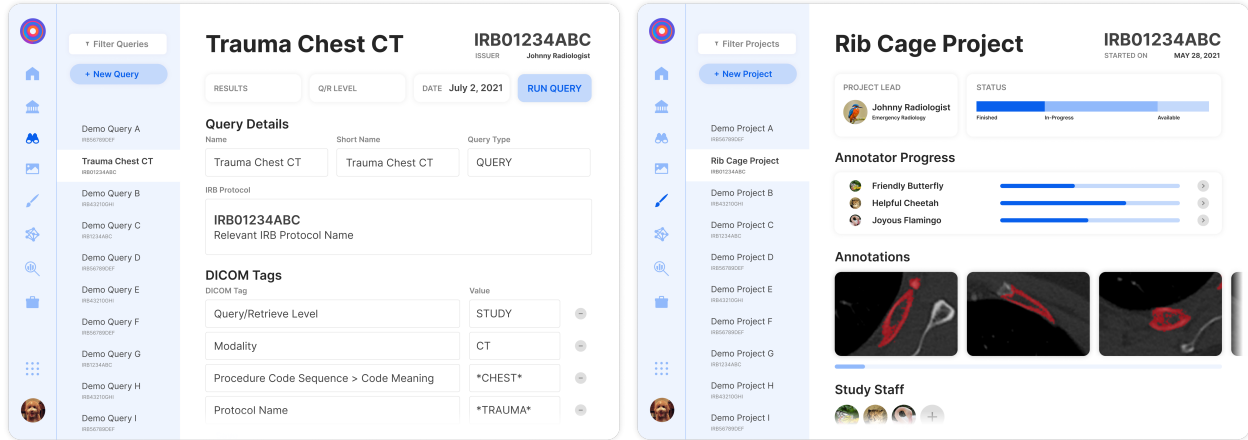 Filter Queries
+ New Query
Demo Query A
IRB56789DEF
Trauma Chest CT
IRB01234ABC
Demo Query B
IRB43210GHI
Demo Query C
IRB1234ABC
Demo Query D
IRB56789DEF
Demo Query E
IRB43210GHI
Demo Query F
IRB56789DEF
Demo Query G
IRB1234ABC
Demo Query H
IRB43210GHI
Demo Query I
IRB56789DEF
Trauma Chest CT
IRB01234ABC
ISSUER Johnny Radiologist
RESULTS
Q/R LEVEL
DATE July 2, 2021
RUN QUERY
Query Details
Name Short Name Query Type
Trauma Chest CT Trauma Chest CT QUERY
IRB Protocol
IRB01234ABC
Relevant IRB Protocol Name
DICOM Tags
DICOM Tag Value
Query/Retrieve Level STUDY
Modality CT
Procedure Code Sequence > Code Meaning *CHEST*
Protocol Name *TRAUMA*
Filter Projects
+ New Project
Demo Project A
IRB56789DEF
Rib Cage Project
IRB01234ABC
Demo Project B
IRB43210GHI
Demo Project C
IRB1234ABC
Demo Project D
IRB56789DEF
Demo Project E
IRB43210GHI
Demo Project F
IRB56789DEF
Demo Project G
IRB1234ABC
Demo Project H
IRB43210GHI
Demo Project I
IRB56789DEF
Rib Cage Project
IRB01234ABC
STARTED ON MAY 28, 2021
PROJECT LEAD
Johnny Radiologist
Emergency Radiology
STATUS
Finished In-Progress Available
Annotator Progress
Friendly Butterfly
Helpful Cheetah
Joyous Flamingo
Annotations
Study Staff